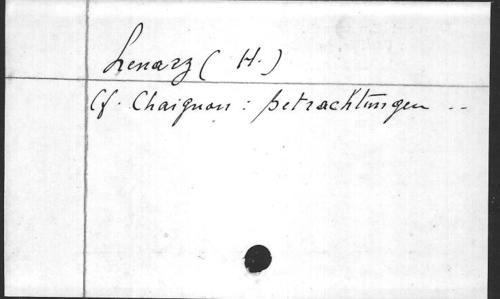 Lenarz ( H.)
Cf. Chaignon : Betrachtungen ..